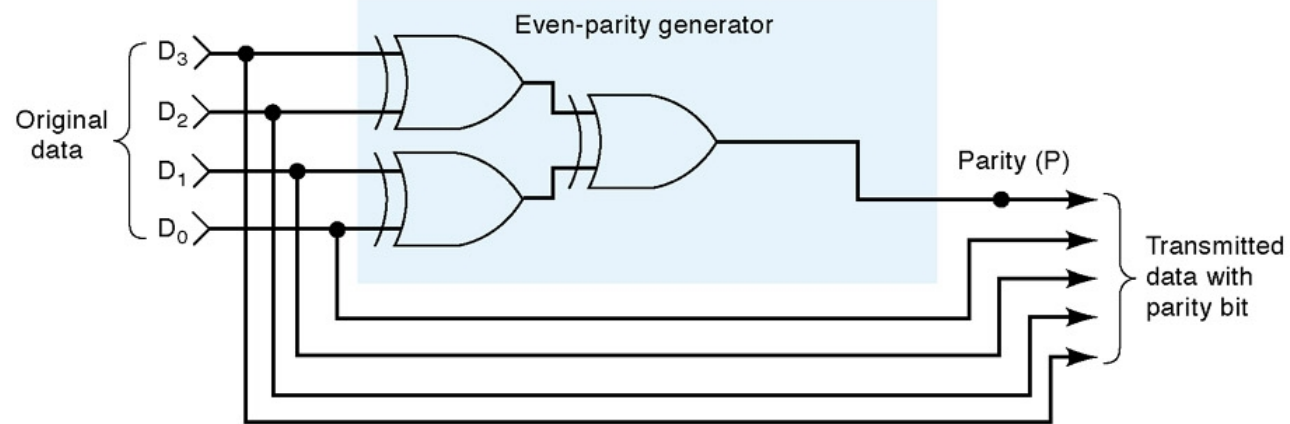 Even-parity generator
D3
D2
D1
D0
Original
data
Parity (P)
Transmitted
data with
parity bit